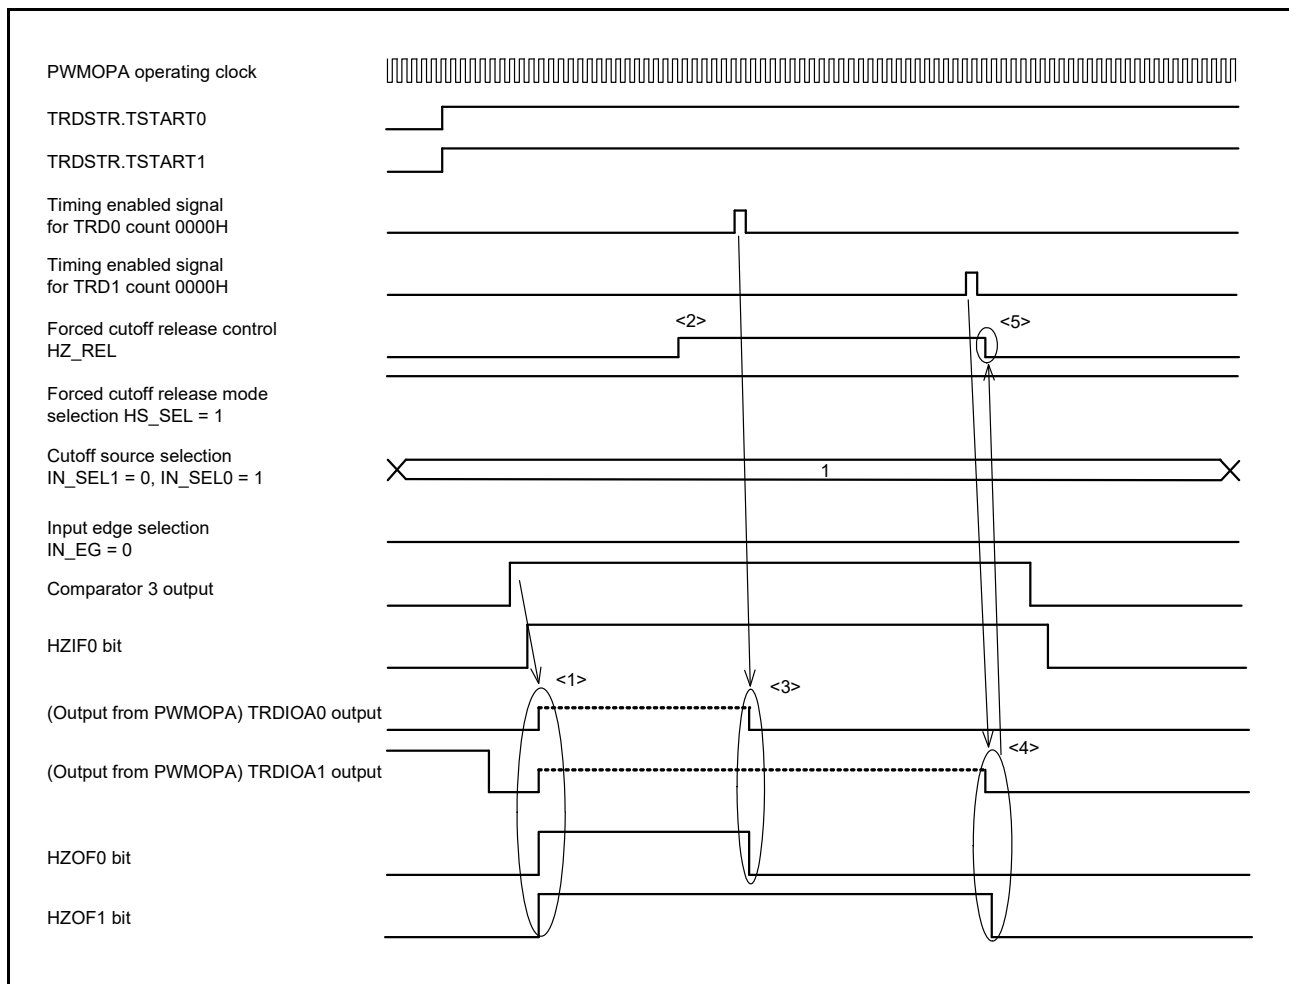 PWMOPA operating clock
TRDSTR.TSTART0
TRDSTR.TSTART1
Timing enabled signal
for TRD0 count 0000H
Timing enabled signal
for TRD1 count 0000H
Forced cutoff release control
HZ_REL
<2>
<5>
Forced cutoff release mode
selection HS_SEL = 1
Cutoff source selection
IN_SEL1 = 0, IN_SEL0 = 1
1
Input edge selection
IN_EG = 0
Comparator 3 output
HZIF0 bit
<1>
<3>
(Output from PWMOPA) TRDIOA0 output
<4>
(Output from PWMOPA) TRDIOA1 output
HZOF0 bit
HZOF1 bit